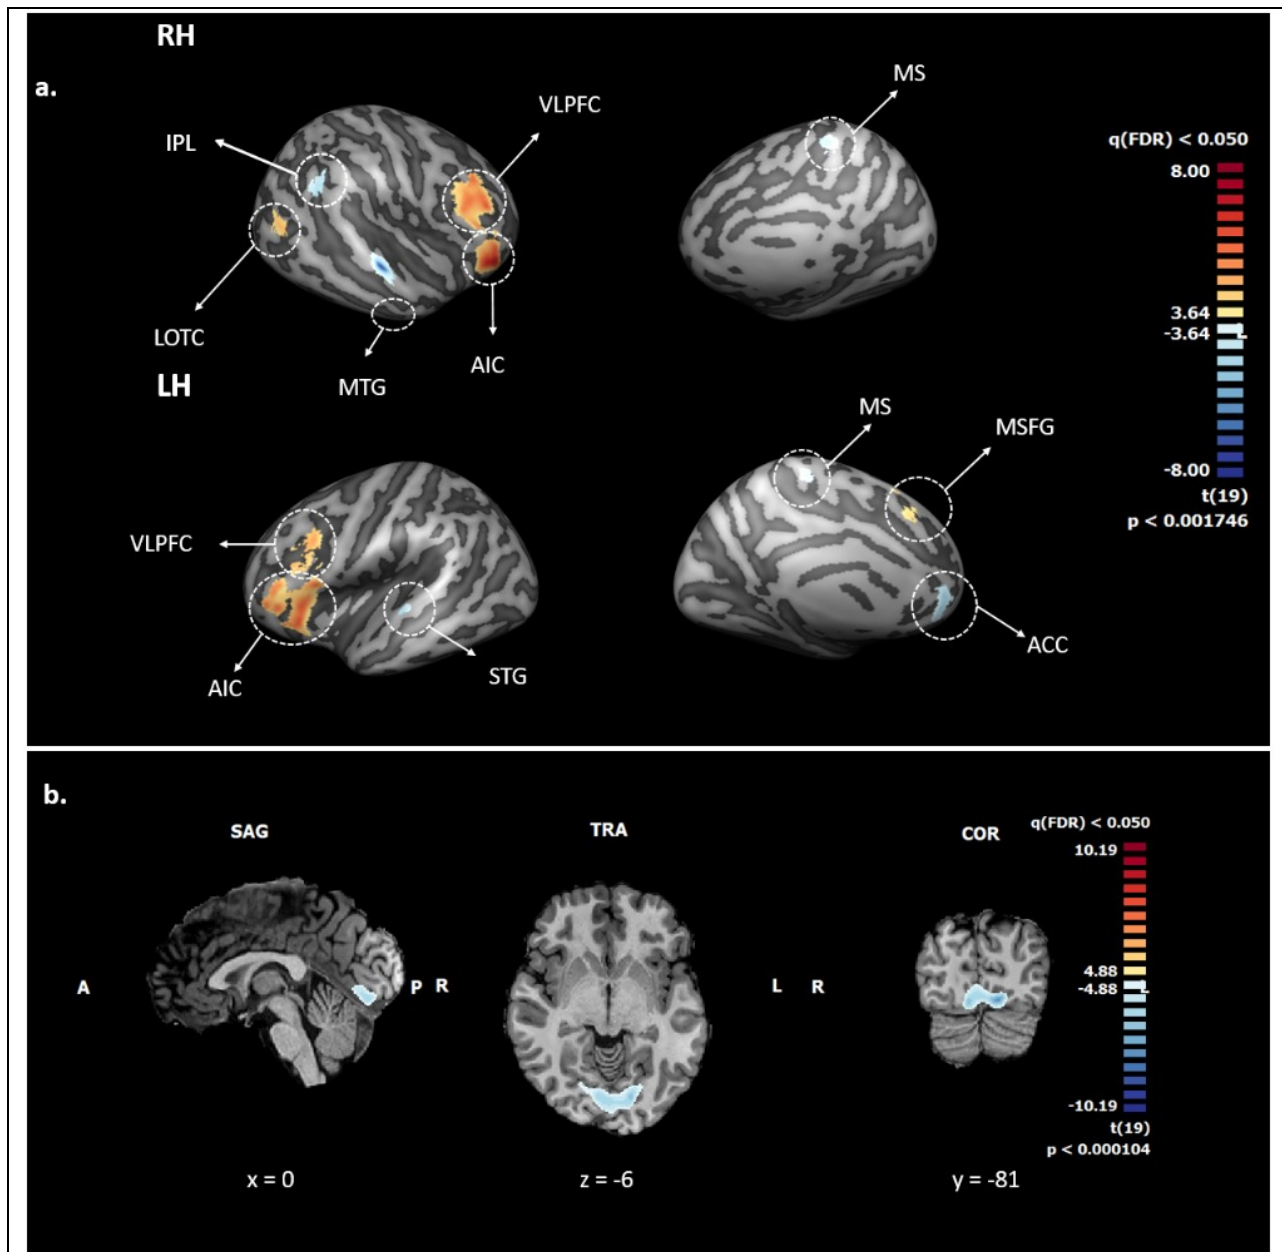 RH
a.
MS
VLPFC
IPL
q(FDR) < 0.050
8.00
3.64
-3.64
L
LOTC
AIC
MTG
LH
MS
MSFG
-8.00
t(19)
p < 0.001746
VLPFC
ACC
STG
AIC
b.
SAG
TRA
COR
q(FDR) < 0.050
10.19
4.88
-4.88
L
A
P
R
L
R
-10.19
t(19)
p < 0.000104
x = 0
z = -6
y = -81